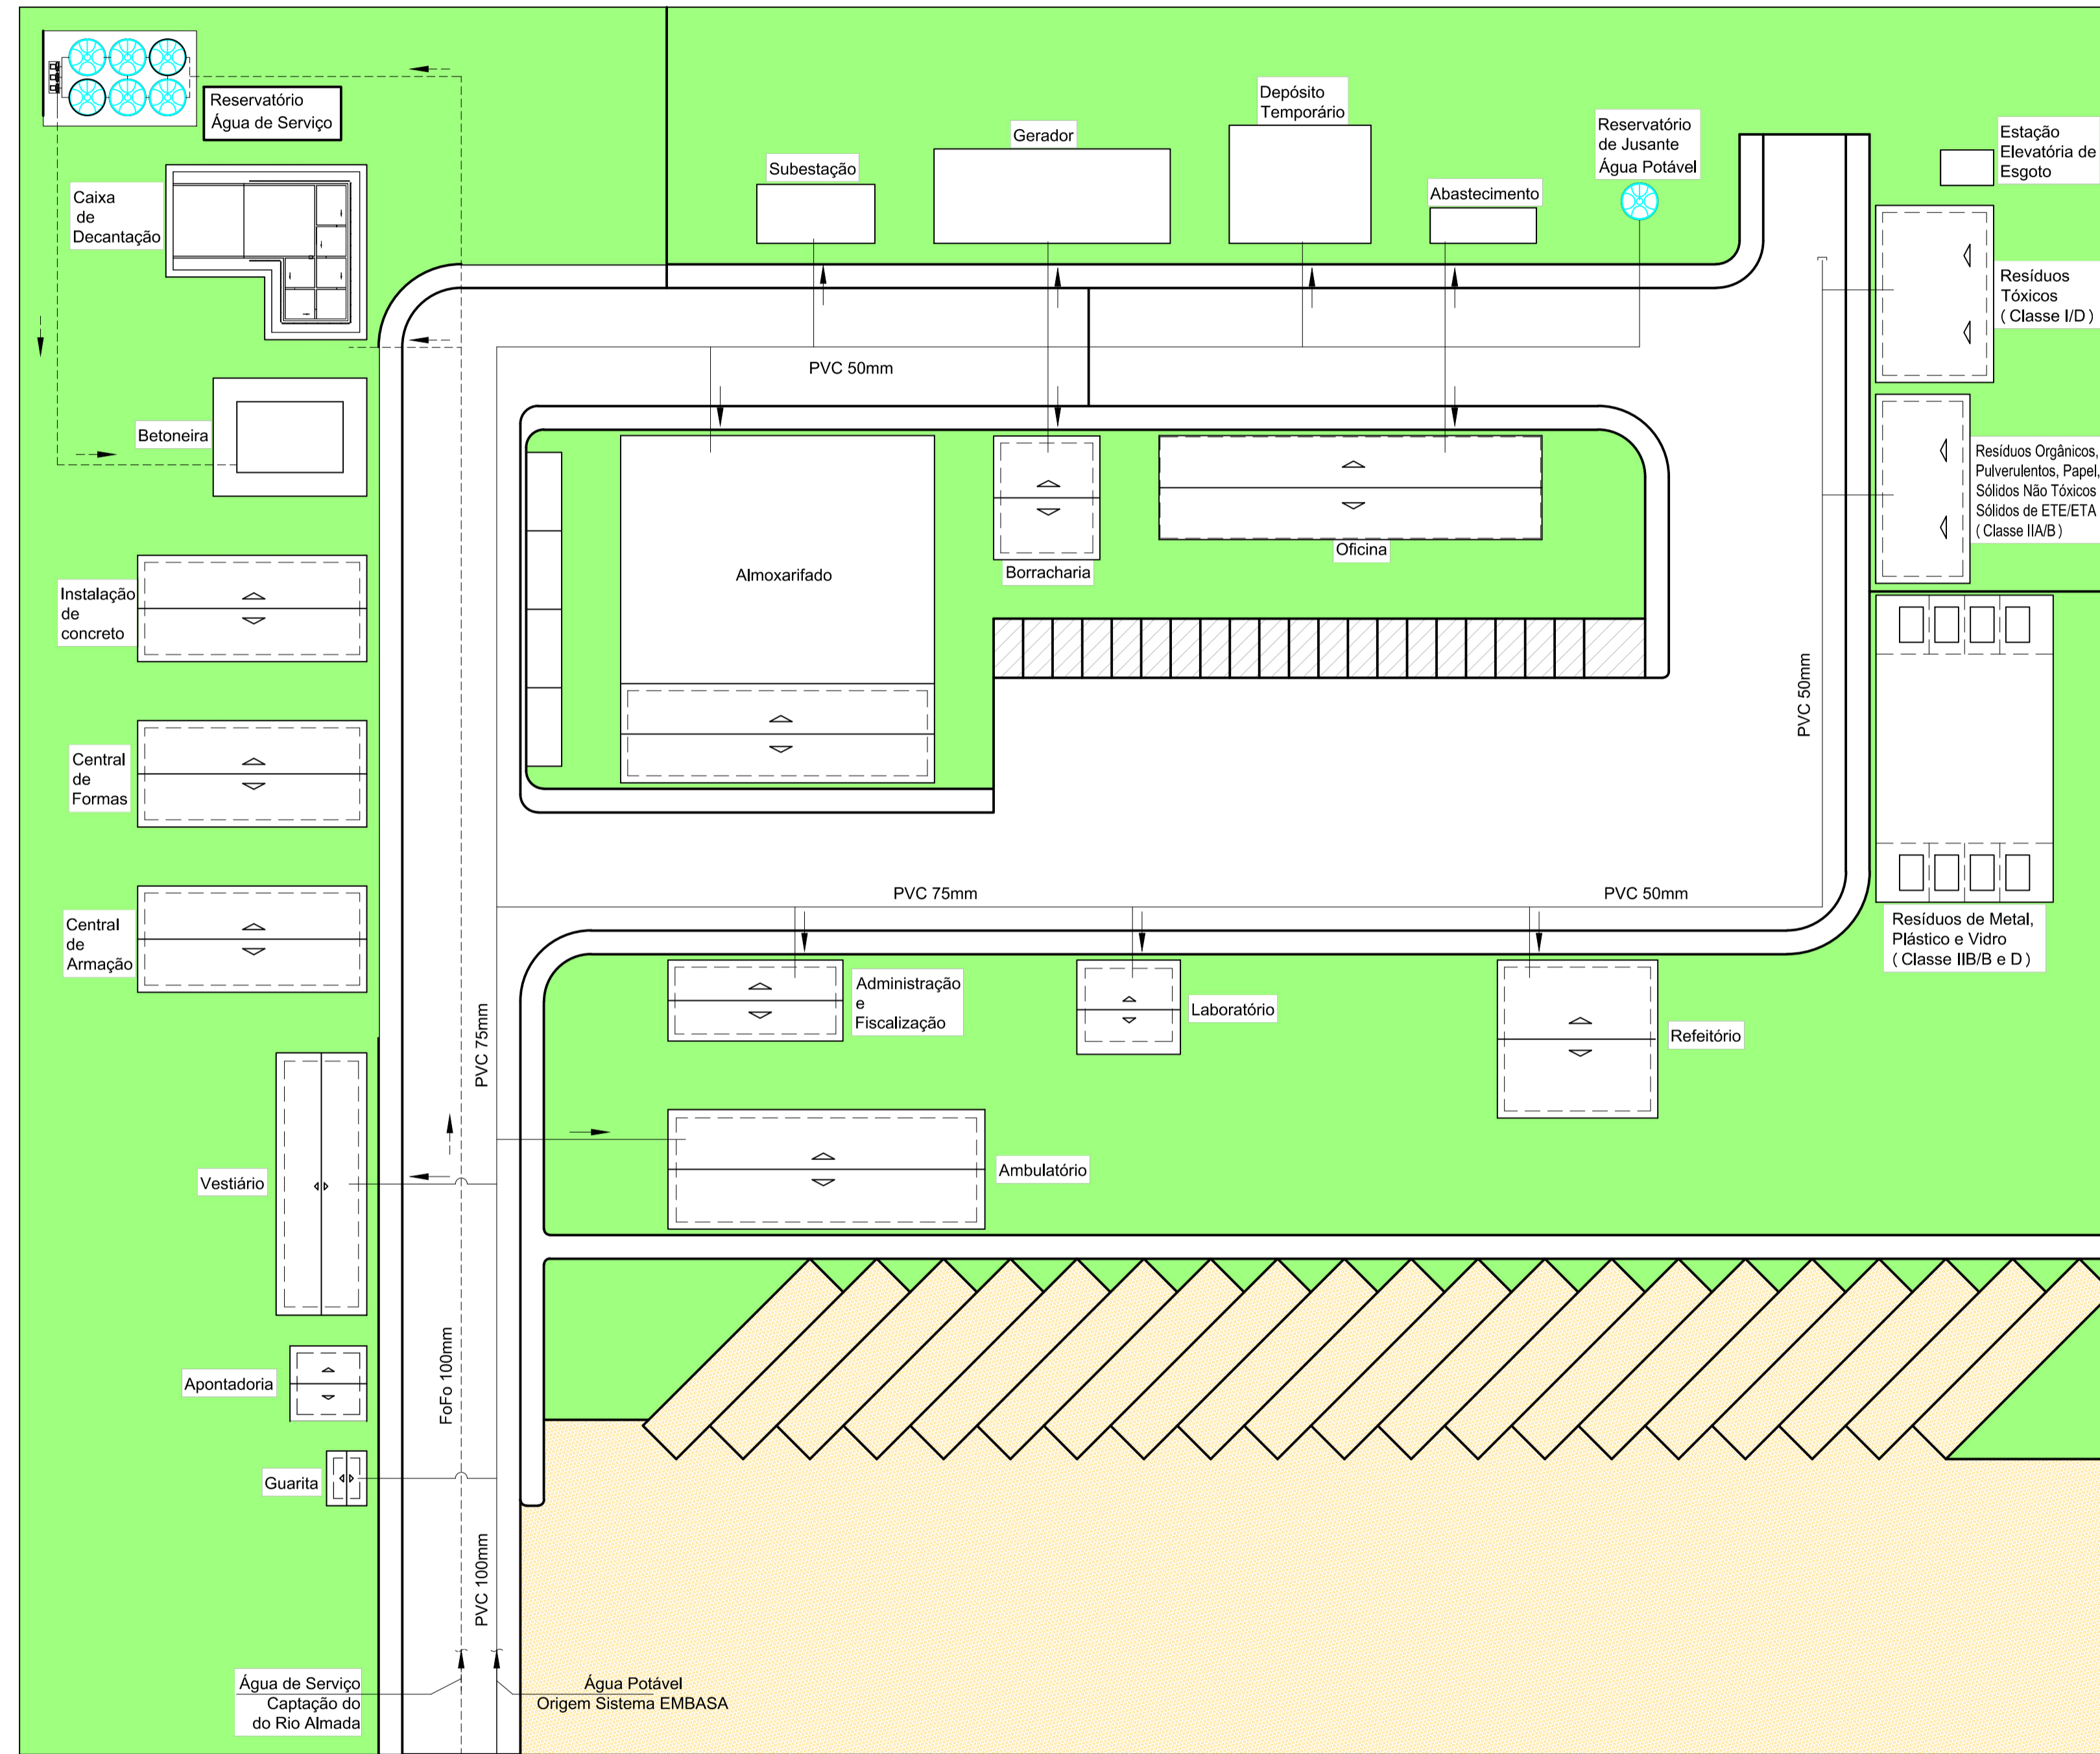 Reservatório
Água de Serviço
Caixa
de
Decantação
Betoneira
Instalação
de
concreto
Central
de
Formas
Central
de
Armação
Vestiário
Apontadoria
Guarita
Água de Serviço
Captação do
do Rio Almada
Água Potável
Origem Sistema EMBASA
FoFo 100mm
PVC 100mm
PVC 75mm
Subestação
Gerador
Depósito
Temporário
Abastecimento
Reservatório
de Jusante
Água Potável
Estação
Elevatória de
Esgoto
Resíduos
Tóxicos
( Classe I/D )
Resíduos Orgânicos,
Pulverulentos, Papel,
Sólidos Não Tóxicos
Sólidos de ETE/ETA
( Classe IIA/B )
PVC 50mm
Almoxarifado
Borracharia
Oficina
PVC 50mm
PVC 75mm
PVC 50mm
Resíduos de Metal,
Plástico e Vidro
( Classe IIB/B e D )
Administração
e
Fiscalização
Laboratório
Refeitório
Ambulatório